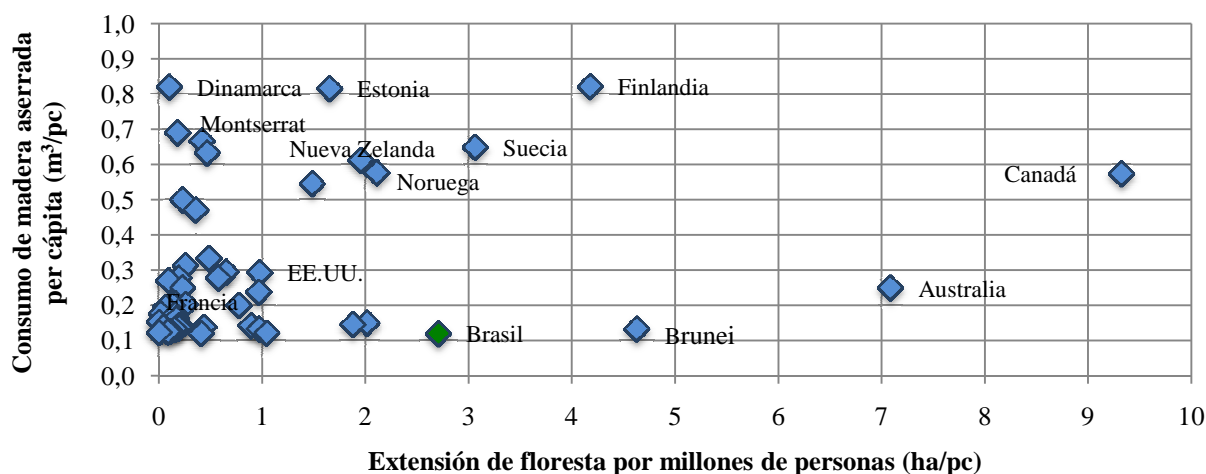 Consumo de madera aserrada
per cápita (m³/pc)
1,0
0,9
0,8
0,7
0,6
0,5
0,4
0,3
0,2
0,1
0,0
Dinamarca
Estonia
Finlandia
Montserrat
Nueva Zelanda
Suecia
Noruega
Canadá
EE.UU.
Australia
Francia
Brasil
Brunei
0 1 2 3 4 5 6 7 8 9 10
Extensión de floresta por millones de personas (ha/pc)